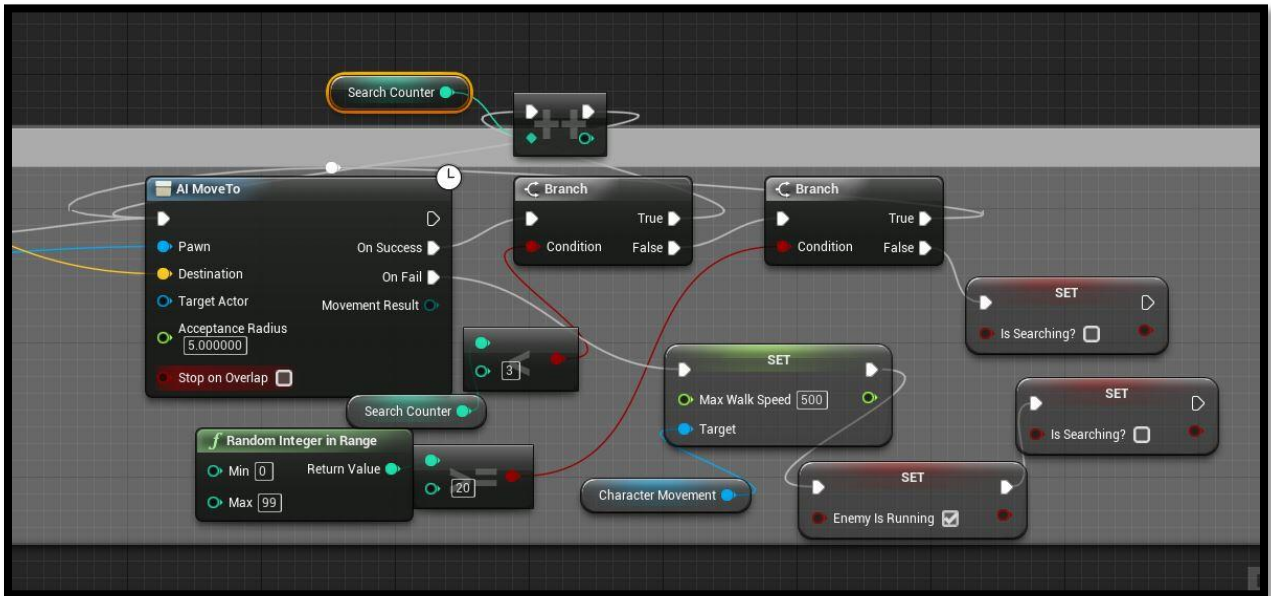 Search Counter
++
AI MoveTo
Pawn
On Success
Destination
On Fail
Target Actor
Movement Result
Acceptance Radius
5.000000
Stop on Overlap
Branch
True
Condition
False
Branch
True
Condition
False
SET
Is Searching?
<
3
Search Counter
SET
Max Walk Speed 500
Target
SET
Is Searching?
f Random Integer in Range
Min 0
Return Value
Max 99
>=
20
Character Movement
SET
Enemy Is Running